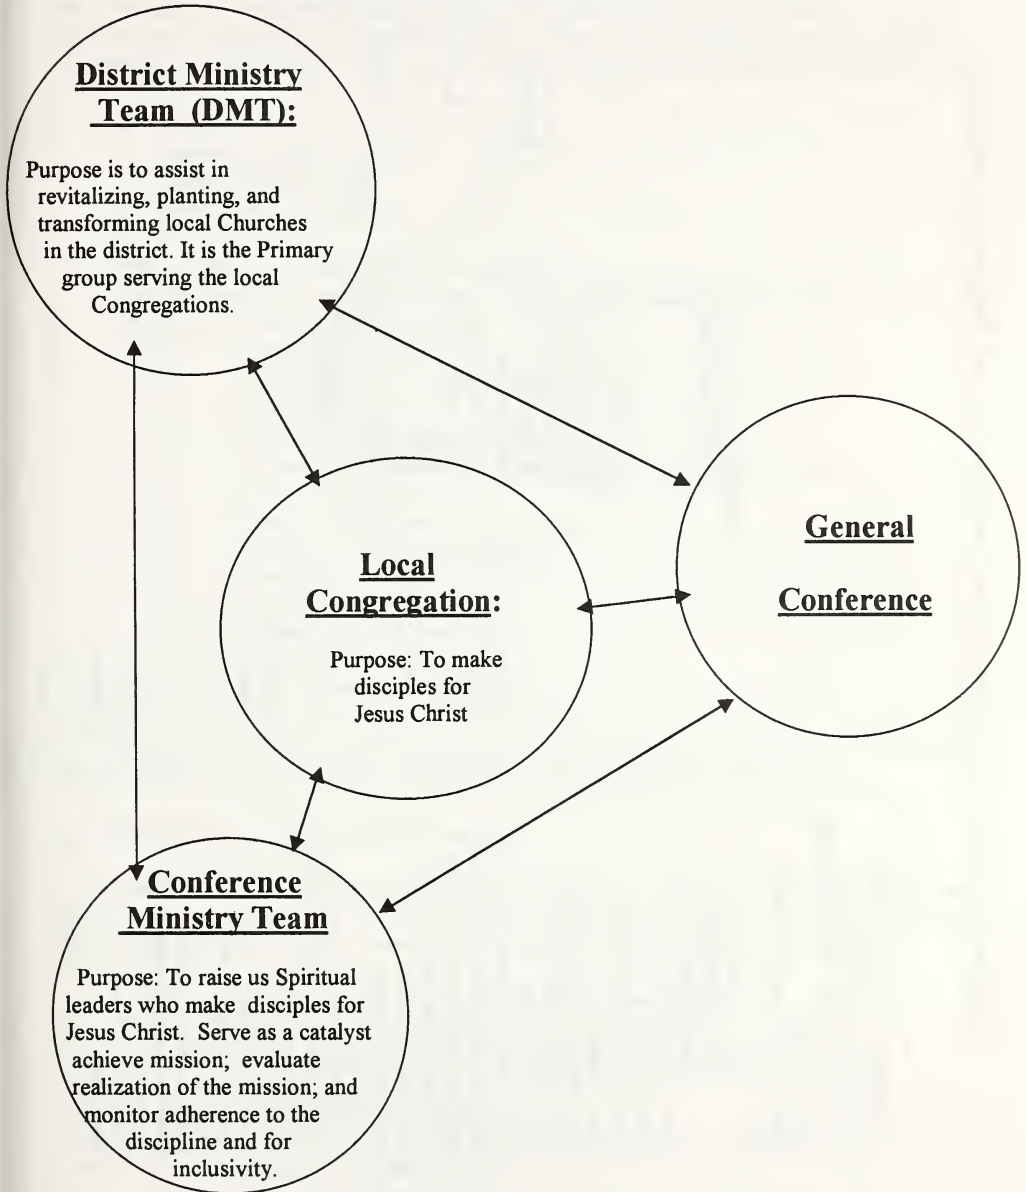 District Ministry
Team (DMT):
Purpose is to assist in
revitalizing, planting, and
transforming local Churches
in the district. It is the Primary
group serving the local
Congregations.
General
Conference
Local
Congregation:
Purpose: To make
disciples for
Jesus Christ
Conference
Ministry Team
Purpose: To raise us Spiritual
leaders who make disciples for
Jesus Christ. Serve as a catalyst
achieve mission; evaluate
realization of the mission; and
monitor adherence to the
discipline and for
inclusivity.